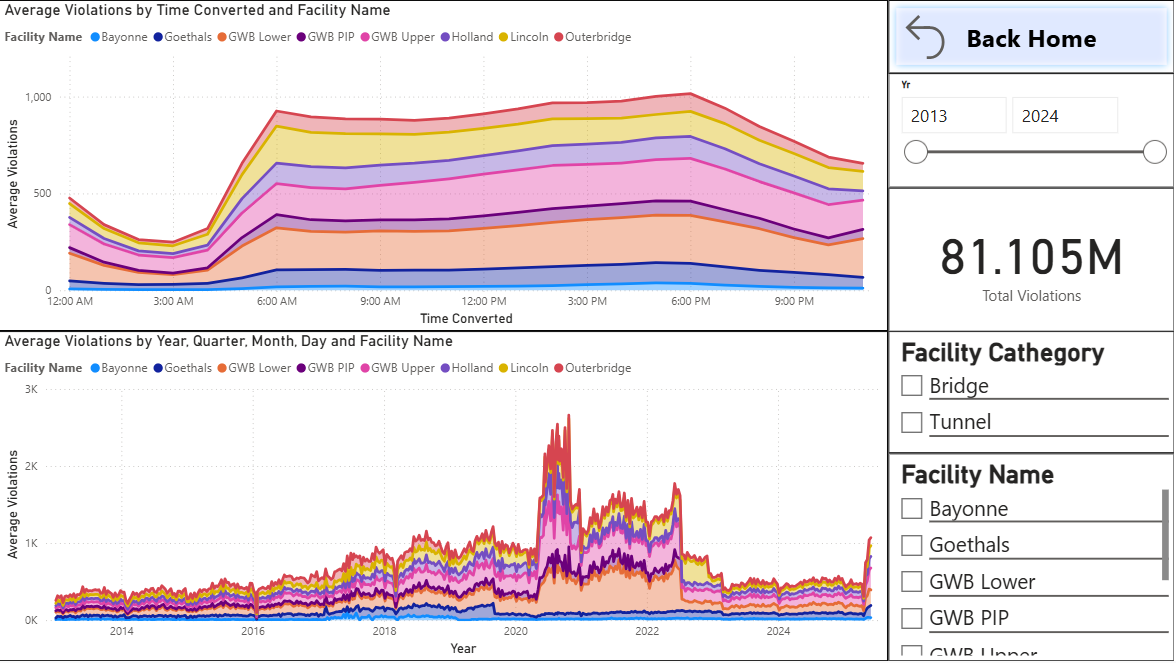 Average Violations by Time Converted and Facility Name
Facility Name Bayonne Goethals GWB Lower GWB PIP GWB Upper Holland Lincoln Outerbridge
1,000
500
0
Average Violations
12:00 AM 3:00 AM 6:00 AM 9:00 AM 12:00 PM 3:00 PM 6:00 PM 9:00 PM
Time Converted
Average Violations by Year, Quarter, Month, Day and Facility Name
Facility Name Bayonne Goethals GWB Lower GWB PIP GWB Upper Holland Lincoln Outerbridge
3K
2K
1K
0K
Average Violations
2014 2016 2018 2020 2022 2024
Year
Back Home
Yr
2013 2024
81.105M
Total Violations
Facility Cathegory
Bridge
Tunnel
Facility Name
Bayonne
Goethals
GWB Lower
GWB PIP
GWB Upper